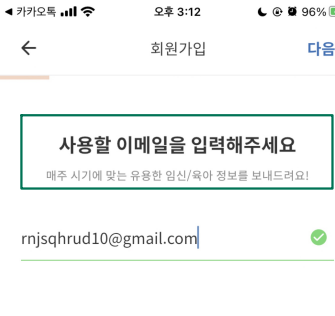 카카오톡 오후 3:12 96%
회원가입 다음
사용할 이메일을 입력해주세요
매주 시기에 맞는 유용한 임신/육아 정보를 보내드려요!
rnjsqhrud10@gmail.com